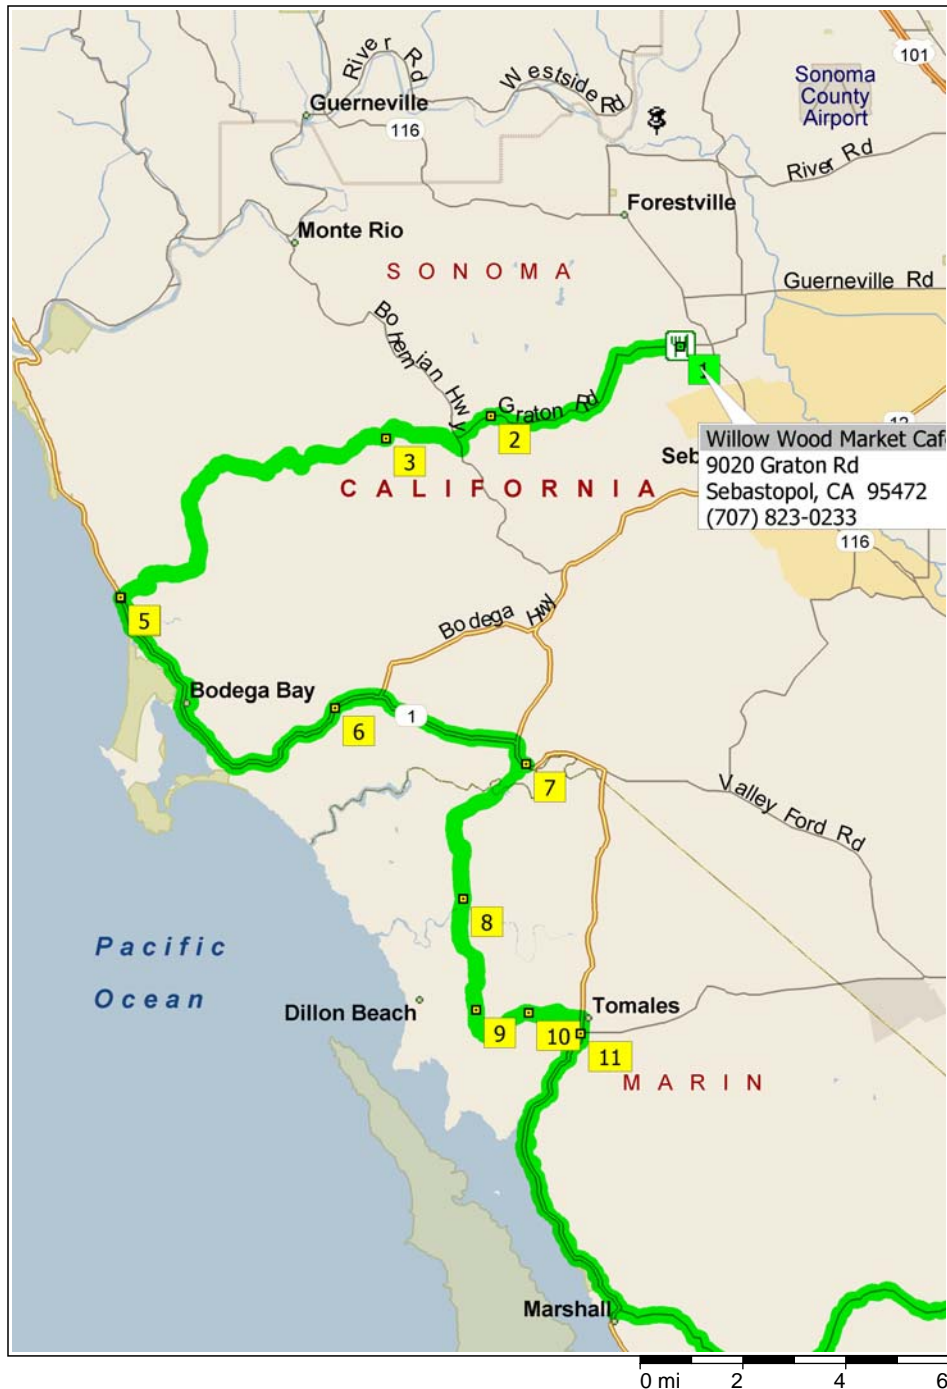 River Rd
Westside Rd
101
Sonoma
County
Airport
Guerneville
116
River Rd
Forestville
Monte Rio
SONOMA
Guerneville Rd
Bohemian Hwy
1
Graton Rd
2
12
3
Willow Wood Market Caf
Seb
9020 Graton Rd
CALIFORNIA
Sebastopol, CA 95472
(707) 823-0233
116
5
Bodega Hwy
Bodega Bay
6
1
7
Valley Ford Rd
8
Pacific
Ocean
Dillon Beach
Tomales
9
10
11
MARIN
Marshall
0 mi 2 4 6